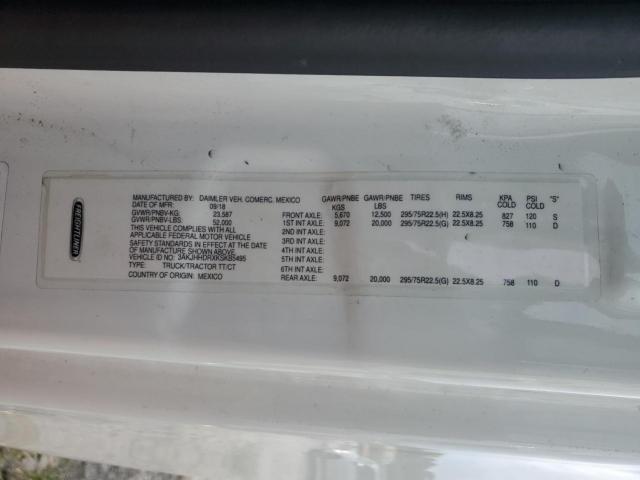 FREIGHTLINER
MANUFACTURED BY: DAIMLER VEH. COMERC. MEXICO
DATE OF MFR: 09/18
GVWR/PNBV-KG: 23,587
GVWR/PNBV-LBS: 52,000
THIS VEHICLE COMPLIES WITH ALL
APPLICABLE FEDERAL MOTOR VEHICLE
SAFETY STANDARDS IN EFFECT AT THE DATE
OF MANUFACTURE SHOWN ABOVE
VEHICLE ID NO.: 3AKJHHDRXKSKB5495
TYPE: TRUCK/TRACTOR TT/CT
COUNTRY OF ORIGIN: MEXICO
GAWR/PNBE KGS GAWR/PNBE LBS TIRES RIMS KPA COLD PSI COLD "S"
FRONT AXLE: 5,670 12,500 295/75R22.5(H) 22.5X8.25 827 120 S
1ST INT AXLE: 9,072 20,000 295/75R22.5(G) 22.5X8.25 758 110 D
2ND INT AXLE:
3RD INT AXLE:
4TH INT AXLE:
5TH INT AXLE:
6TH INT AXLE:
REAR AXLE: 9,072 20,000 295/75R22.5(G) 22.5X8.25 758 110 D